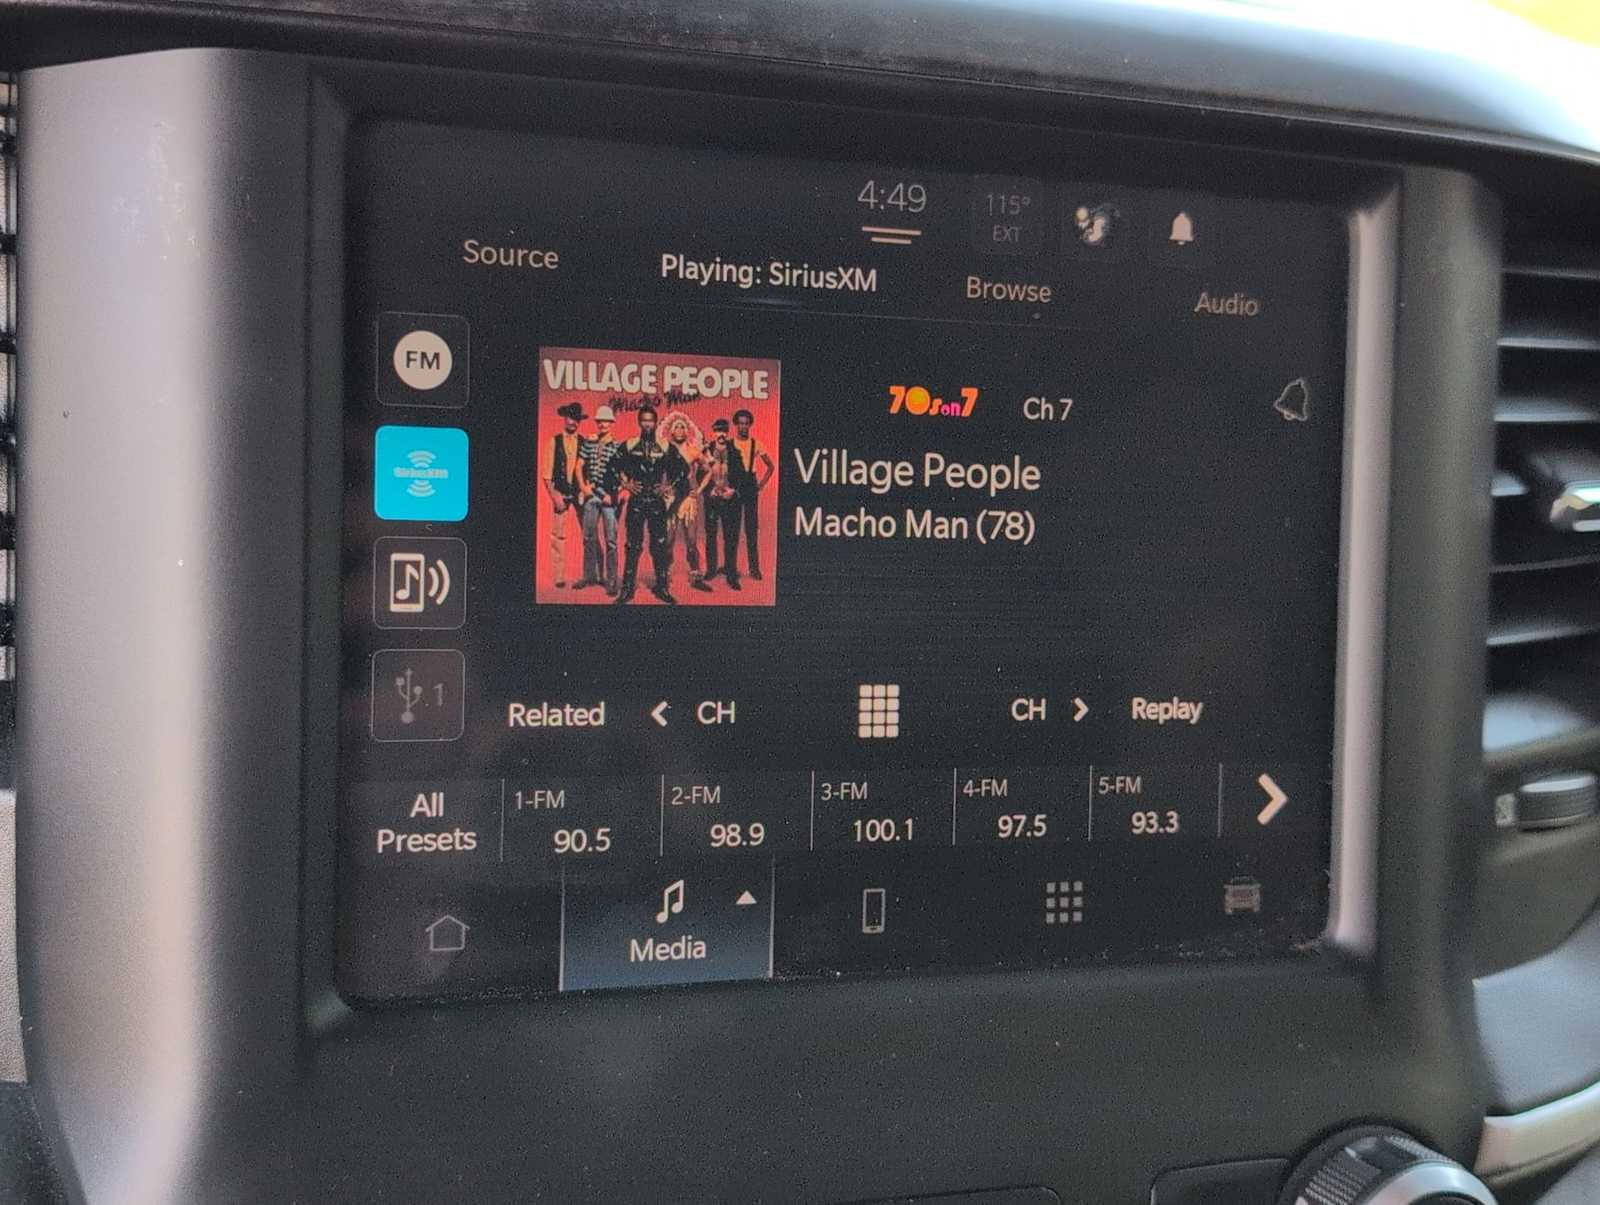 4:49
115°
EXT
Source
Playing: SiriusXM
Browse
Audio
FM
SiriusXM
1
VILLAGE PEOPLE
Macho Man
70s on 7
Ch 7
Village People
Macho Man (78)
Related
CH
CH
Replay
All
Presets
1-FM
90.5
2-FM
98.9
3-FM
100.1
4-FM
97.5
5-FM
93.3
Media